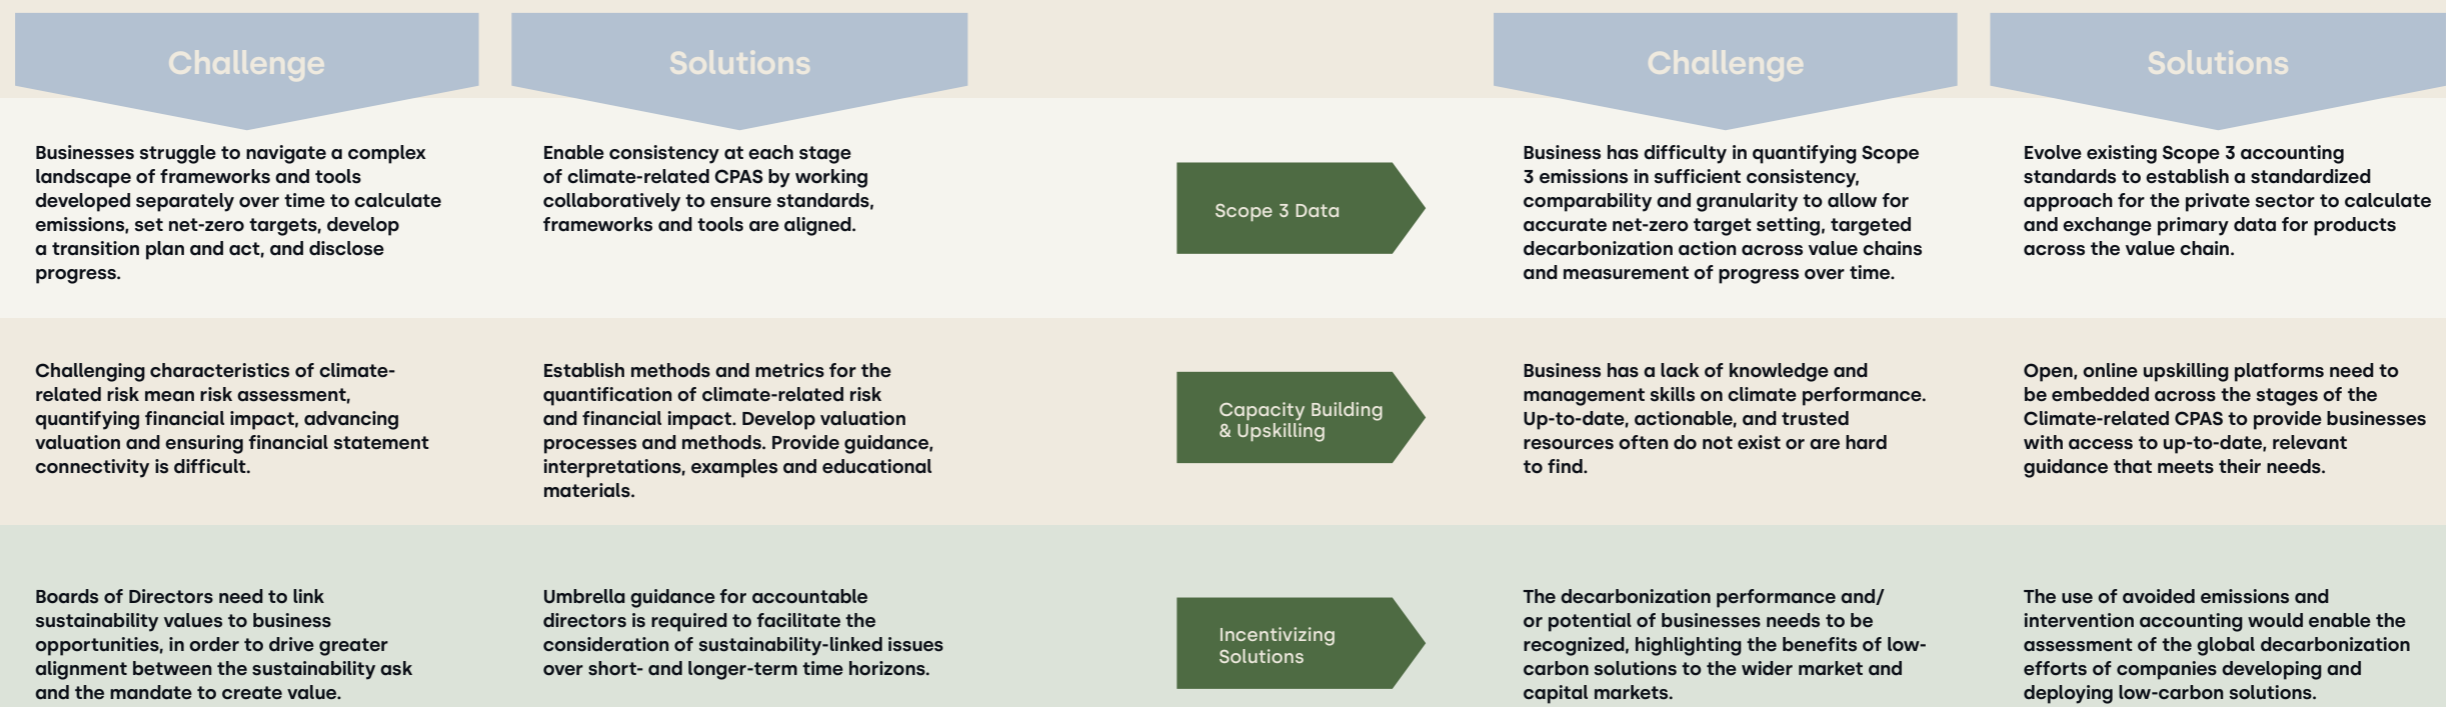 Challenge
Solutions
Challenge
Solutions
Businesses struggle to navigate a complex
landscape of frameworks and tools
developed separately over time to calculate
emissions, set net-zero targets, develop
a transition plan and act, and disclose
progress.
Enable consistency at each stage
of climate-related CPAS by working
collaboratively to ensure standards,
frameworks and tools are aligned.
Scope 3 Data
Business has difficulty in quantifying Scope
3 emissions in sufficient consistency,
comparability and granularity to allow for
accurate net-zero target setting, targeted
decarbonization action across value chains
and measurement of progress over time.
Evolve existing Scope 3 accounting
standards to establish a standardized
approach for the private sector to calculate
and exchange primary data for products
across the value chain.
Challenging characteristics of climate-
related risk mean risk assessment,
quantifying financial impact, advancing
valuation and ensuring financial statement
connectivity is difficult.
Establish methods and metrics for the
quantification of climate-related risk
and financial impact. Develop valuation
processes and methods. Provide guidance,
interpretations, examples and educational
materials.
Capacity Building
& Upskilling
Business has a lack of knowledge and
management skills on climate performance.
Up-to-date, actionable, and trusted
resources often do not exist or are hard
to find.
Open, online upskilling platforms need to
be embedded across the stages of the
Climate-related CPAS to provide businesses
with access to up-to-date, relevant
guidance that meets their needs.
Boards of Directors need to link
sustainability values to business
opportunities, in order to drive greater
alignment between the sustainability ask
and the mandate to create value.
Umbrella guidance for accountable
directors is required to facilitate the
consideration of sustainability-linked issues
over short- and longer-term time horizons.
Incentivizing
Solutions
The decarbonization performance and/
or potential of businesses needs to be
recognized, highlighting the benefits of low-
carbon solutions to the wider market and
capital markets.
The use of avoided emissions and
intervention accounting would enable the
assessment of the global decarbonization
efforts of companies developing and
deploying low-carbon solutions.